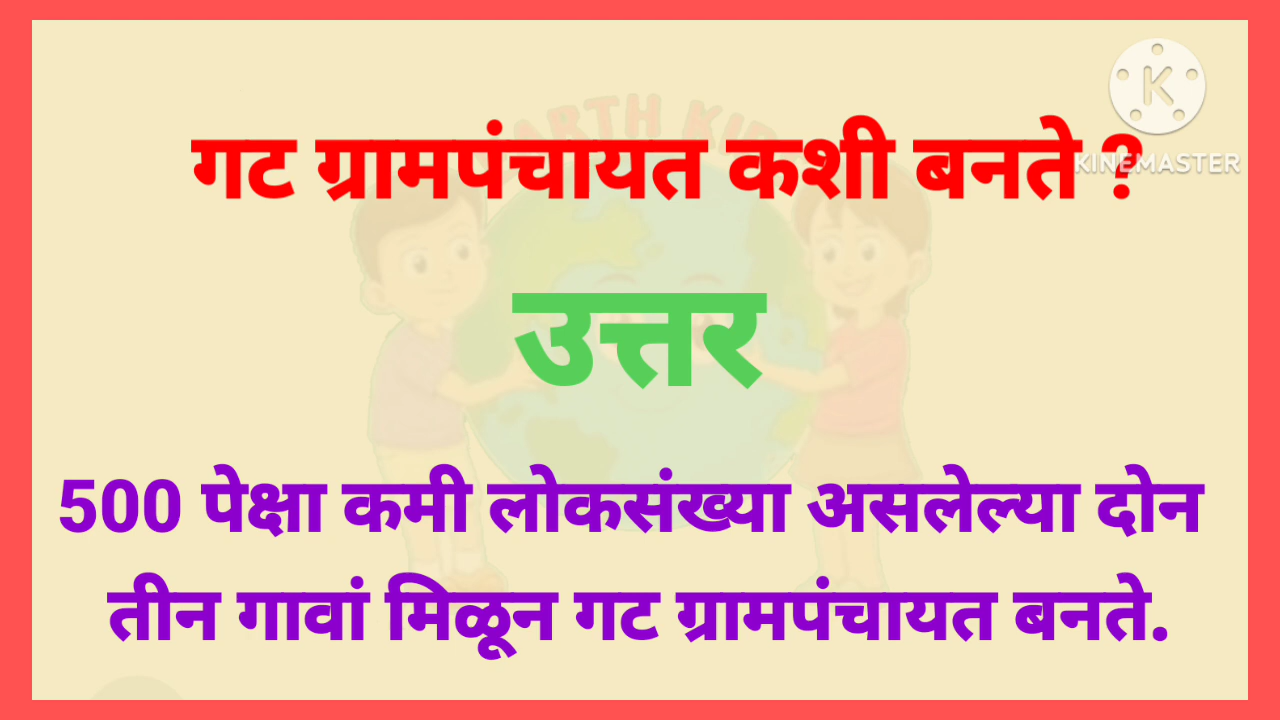 गट ग्रामपंचायत कशी बनते ?
KINEMASTER
उत्तर
500 पेक्षा कमी लोकसंख्या असलेल्या दोन
तीन गावां मिळून गट ग्रामपंचायत बनते.